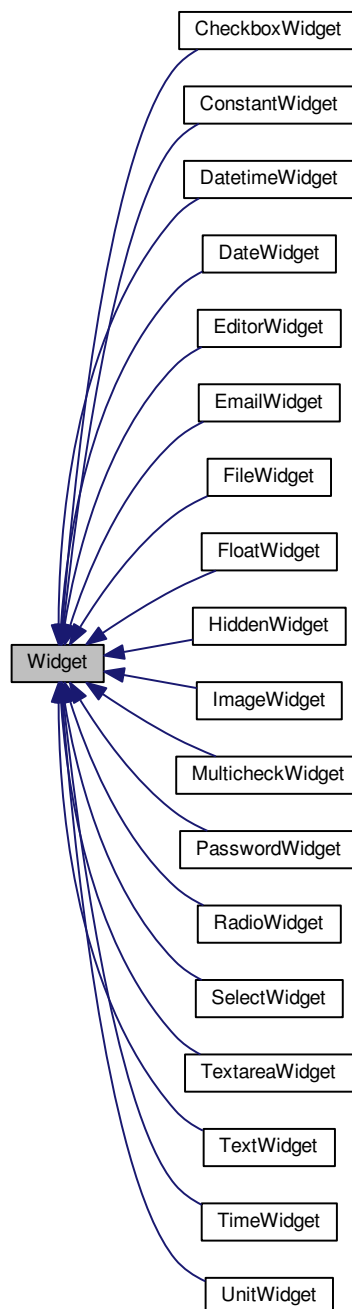 CheckboxWidget
ConstantWidget
DatetimeWidget
DateWidget
EditorWidget
EmailWidget
FileWidget
FloatWidget
HiddenWidget
Widget
ImageWidget
MulticheckWidget
PasswordWidget
RadioWidget
SelectWidget
TextareaWidget
TextWidget
TimeWidget
UnitWidget